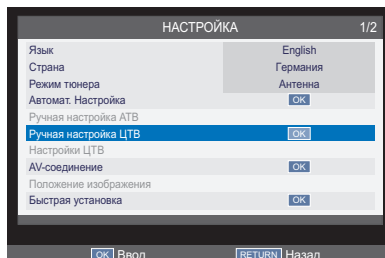 НАСТРОЙКА 1/2
Язык English
Страна Германия
Режим тюнера Антенна
Автомат. Настройка OK
Ручная настройка АТВ
Ручная настройка ЦТВ OK
Настройки ЦТВ
AV-соединение OK
Положение изображения
Быстрая установка OK
OK Ввод RETURN Назад